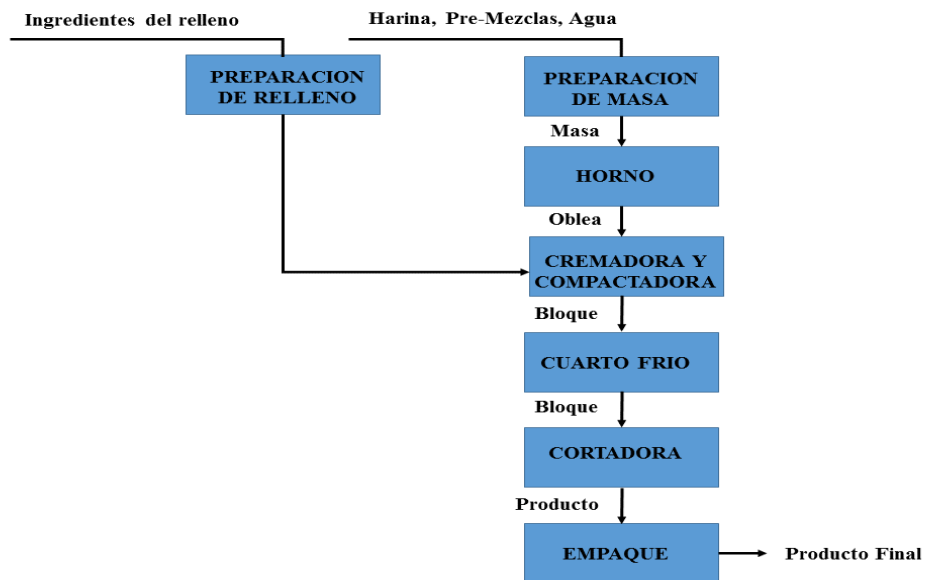 Ingredientes del relleno
Harina, Pre-Mezclas, Agua
PREPARACION
DE RELLENO
PREPARACION
DE MASA
Masa
HORNO
Oblea
CREMADORA Y
COMPACTADORA
Bloque
CUARTO FRIO
Bloque
CORTADORA
Producto
EMPAQUE
Producto Final